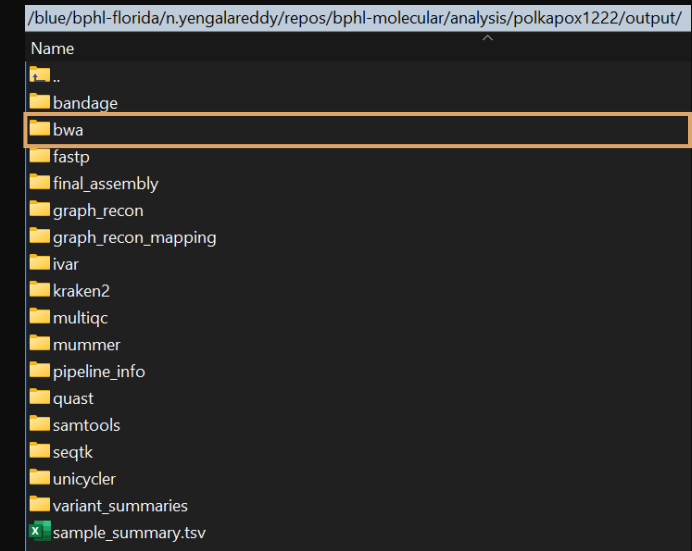 /blue/bphl-florida/n.yengalareddy/repos/bphl-molecular/analysis/polkapox1222/output/
Name
..
bandage
bwa
fastp
final_assembly
graph_recon
graph_recon_mapping
ivar
kraken2
multiqc
mummer
pipeline_info
quast
samtools
seqtk
unicycler
variant_summaries
sample_summary.tsv